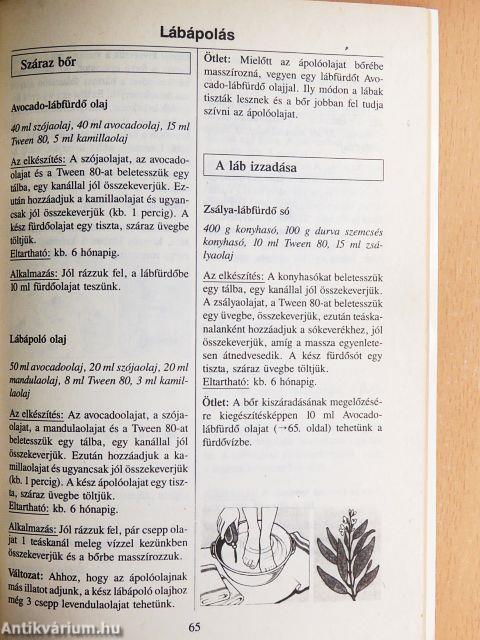 Lábápolás
Száraz bőr
Avocado-lábfürdő olaj
40 ml szójaolaj, 40 ml avocadoolaj, 15 ml
Tween 80, 5 ml kamillaolaj
Az elkészítés: A szójaolajat, az avocado-
olajat és a Tween 80-at beletesszük egy
tálba, egy kanállal jól összekeverjük. Ez-
után hozzáadjuk a kamillaolajat és ugyan-
csak jól összekeverjük (kb. 1 percig). A
kész fürdőolajat egy tiszta, száraz üvegbe
töltjük.
Eltartható: kb. 6 hónapig.
Alkalmazás: Jól rázzuk fel, a lábfürdőbe
10 ml fürdőolajat teszünk.
Lábápoló olaj
50 ml avocadoolaj, 20 ml szójaolaj, 20 ml
mandulaolaj, 8 ml Tween 80, 3 ml kamil-
laolaj
Az elkészítés: Az avocadoolajat, a szója-
olajat, a mandulaolajat és a Tween 80-at
beletesszük egy tálba, egy kanállal jól
összekeverjük. Ezután hozzáadjuk a ka-
millaolajat és ugyancsak jól összekeverjük
(kb. 1 percig). A kész ápolóolajat egy tisz-
ta, száraz üvegbe töltjük.
Eltartható: kb. 6 hónapig.
Alkalmazás: Jól rázzuk fel, pár csepp ola-
jat 1 teáskanál meleg vízzel kezünkben
összekeverjük és a bőrbe masszírozzuk.
Változat: Ahhoz, hogy az ápolóolajnak
más illatot adjunk, a kész lábápoló olajhoz
még 3 csepp levendulaolajat tehetünk.
Ötlet: Mielőtt az ápolóolajat bőrébe
masszírozná, vegyen egy lábfürdőt Avo-
cado-lábfürdő olajjal. Ily módon a lábak
tiszták lesznek és a bőr jobban fel tudja
szívni az ápolóolajat.
A láb izzadása
Zsálya-lábfürdő só
400 g konyhasó, 100 g durva szemcsés
konyhasó, 10 ml Tween 80, 15 ml zsá-
lyaolaj
Az elkészítés: A konyhasókat beletesszük
egy tálba, egy kanállal jól összekeverjük.
A zsályaolajat, a Tween 80-at beletesszük
egy üvegbe, összekeverjük, ezután teáska-
nalanként hozzáadjuk a sókeverékhez, jól
összekeverjük, amíg a massza egyenlete-
sen átnedvesedik. A kész fürdősót egy
tiszta, száraz üvegbe töltjük.
Eltartható: kb. 6 hónapig.
Ötlet: A bőr kiszáradásának megelőzésé-
re kiegészítésképpen 10 ml Avocado-
lábfürdő olajat (→65. oldal) tehetünk a
fürdővízbe.
65
Antikvárium.hu